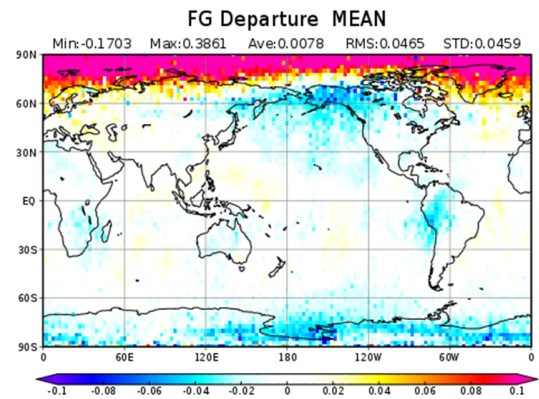 FG Departure MEAN
Min:-0.1703 Max:0.3861 Ave:0.0078 RMS:0.0465 STD:0.0459
90N
60N
30N
EQ
30S
60S
90S
0 60E 120E 180 120W 60W 0
-0.1 -0.08 -0.06 -0.04 -0.02 0 0.02 0.04 0.06 0.08 0.1